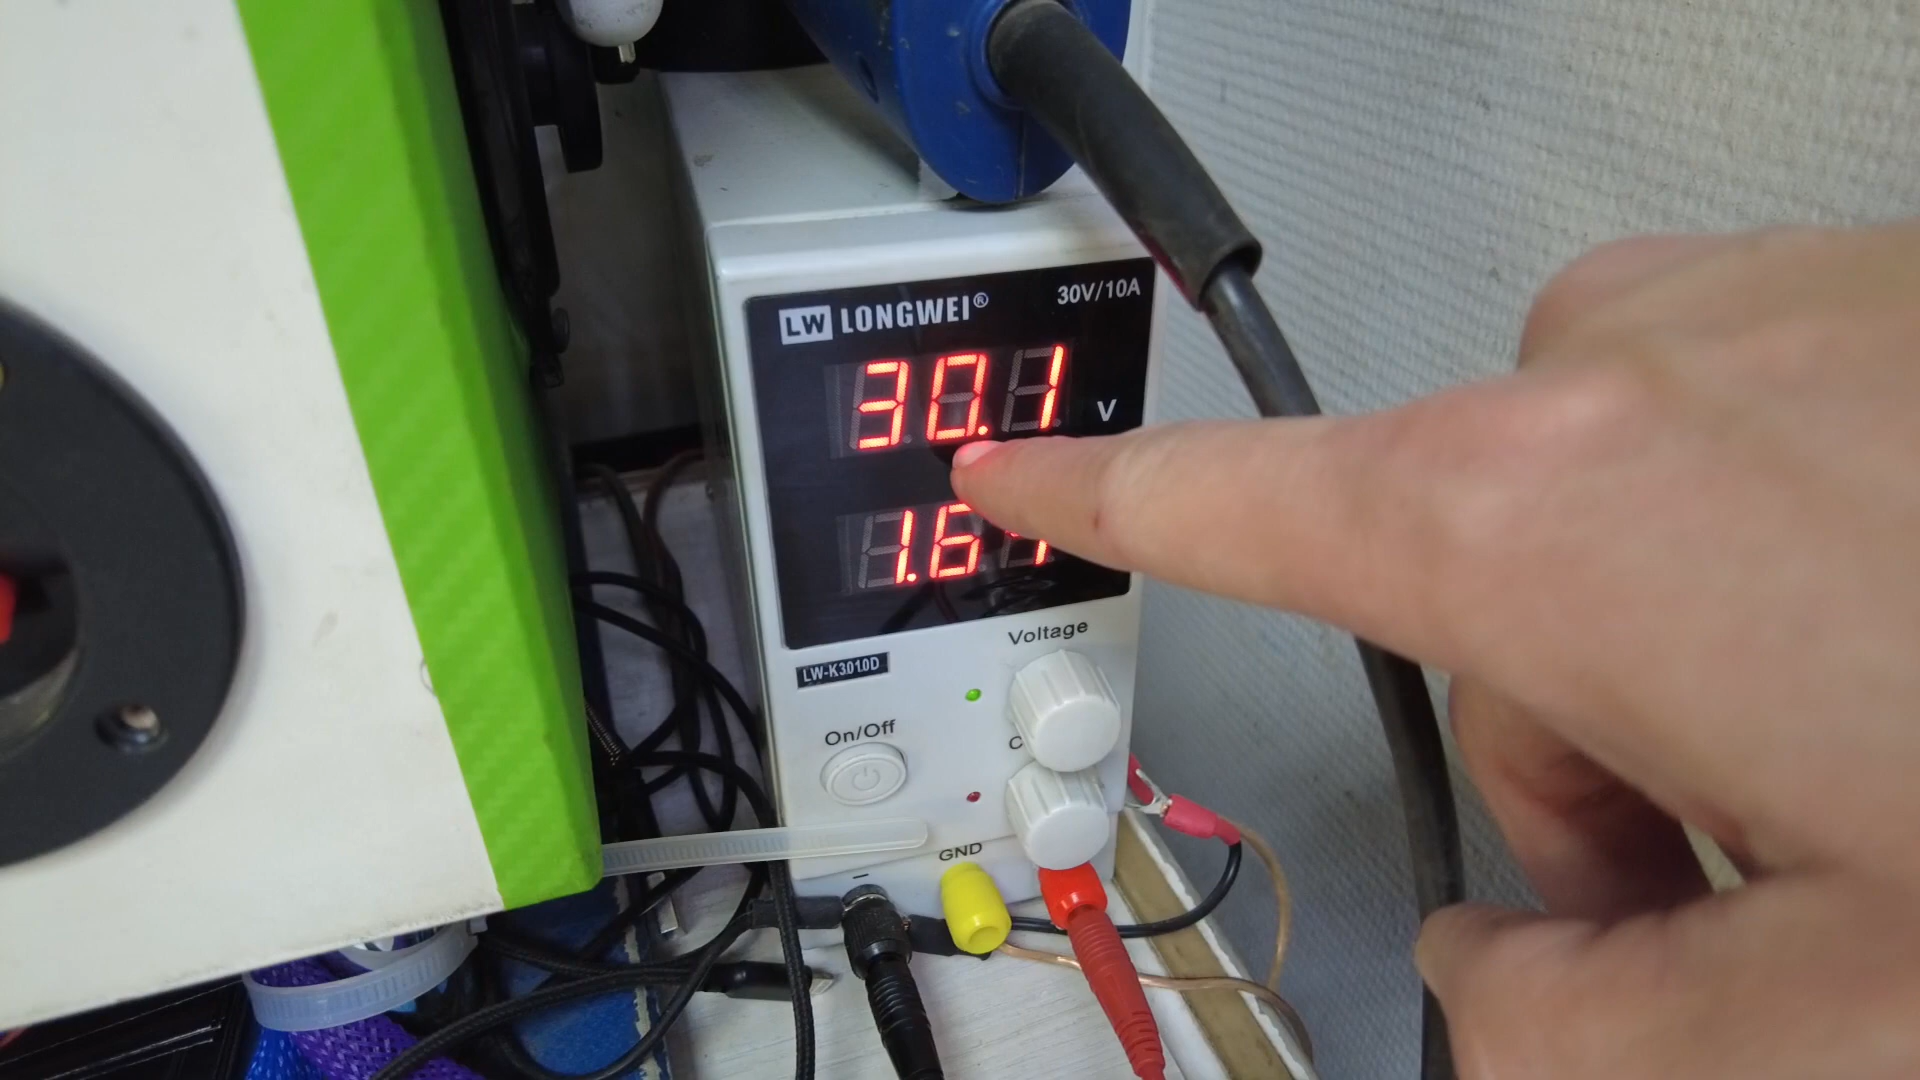 LW LONGWEI®
30V/10A
30.1 V
1.6
Voltage
LW-K3010D
On/Off
C
GND
−